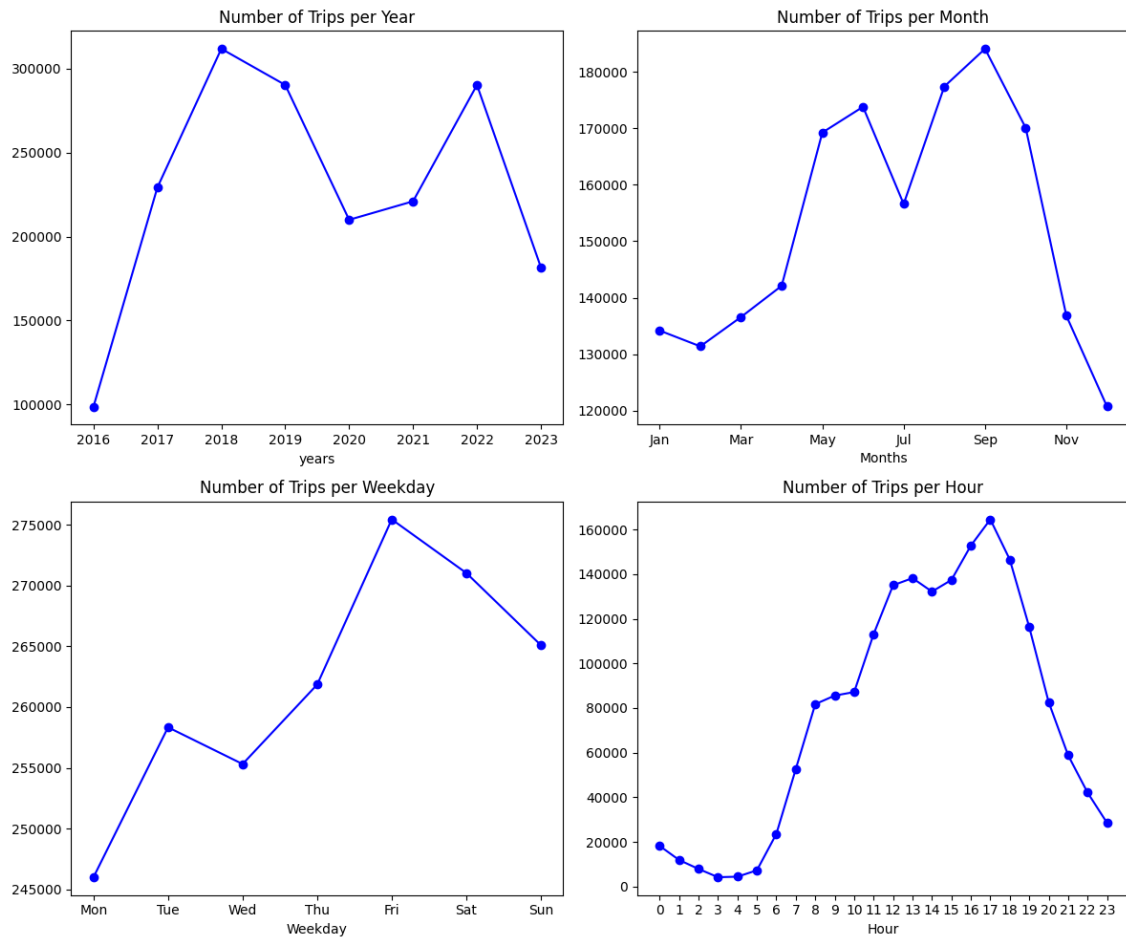 Number of Trips per Year
300000
250000
200000
150000
100000
2016 2017 2018 2019 2020 2021 2022 2023
years
Number of Trips per Month
180000
170000
160000
150000
140000
130000
120000
Jan Mar May Jul Sep Nov
Months
Number of Trips per Weekday
275000
270000
265000
260000
255000
250000
245000
Mon Tue Wed Thu Fri Sat Sun
Weekday
Number of Trips per Hour
160000
140000
120000
100000
80000
60000
40000
20000
0
0 1 2 3 4 5 6 7 8 9 10 11 12 13 14 15 16 17 18 19 20 21 22 23
Hour